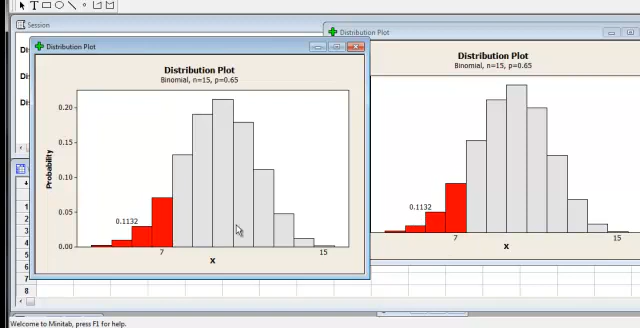 Session
Distribution Plot
Distribution Plot
Distribution Plot
Binomial, n=15, p=0.65
0.20
0.15
0.10
0.05
0.00
Probability
0.1132
7
15
X
Distribution Plot
Binomial, n=15, p=0.65
0.1132
7
15
X
1
2
3
4
5
6
7
8
Welcome to Minitab, press F1 for help.